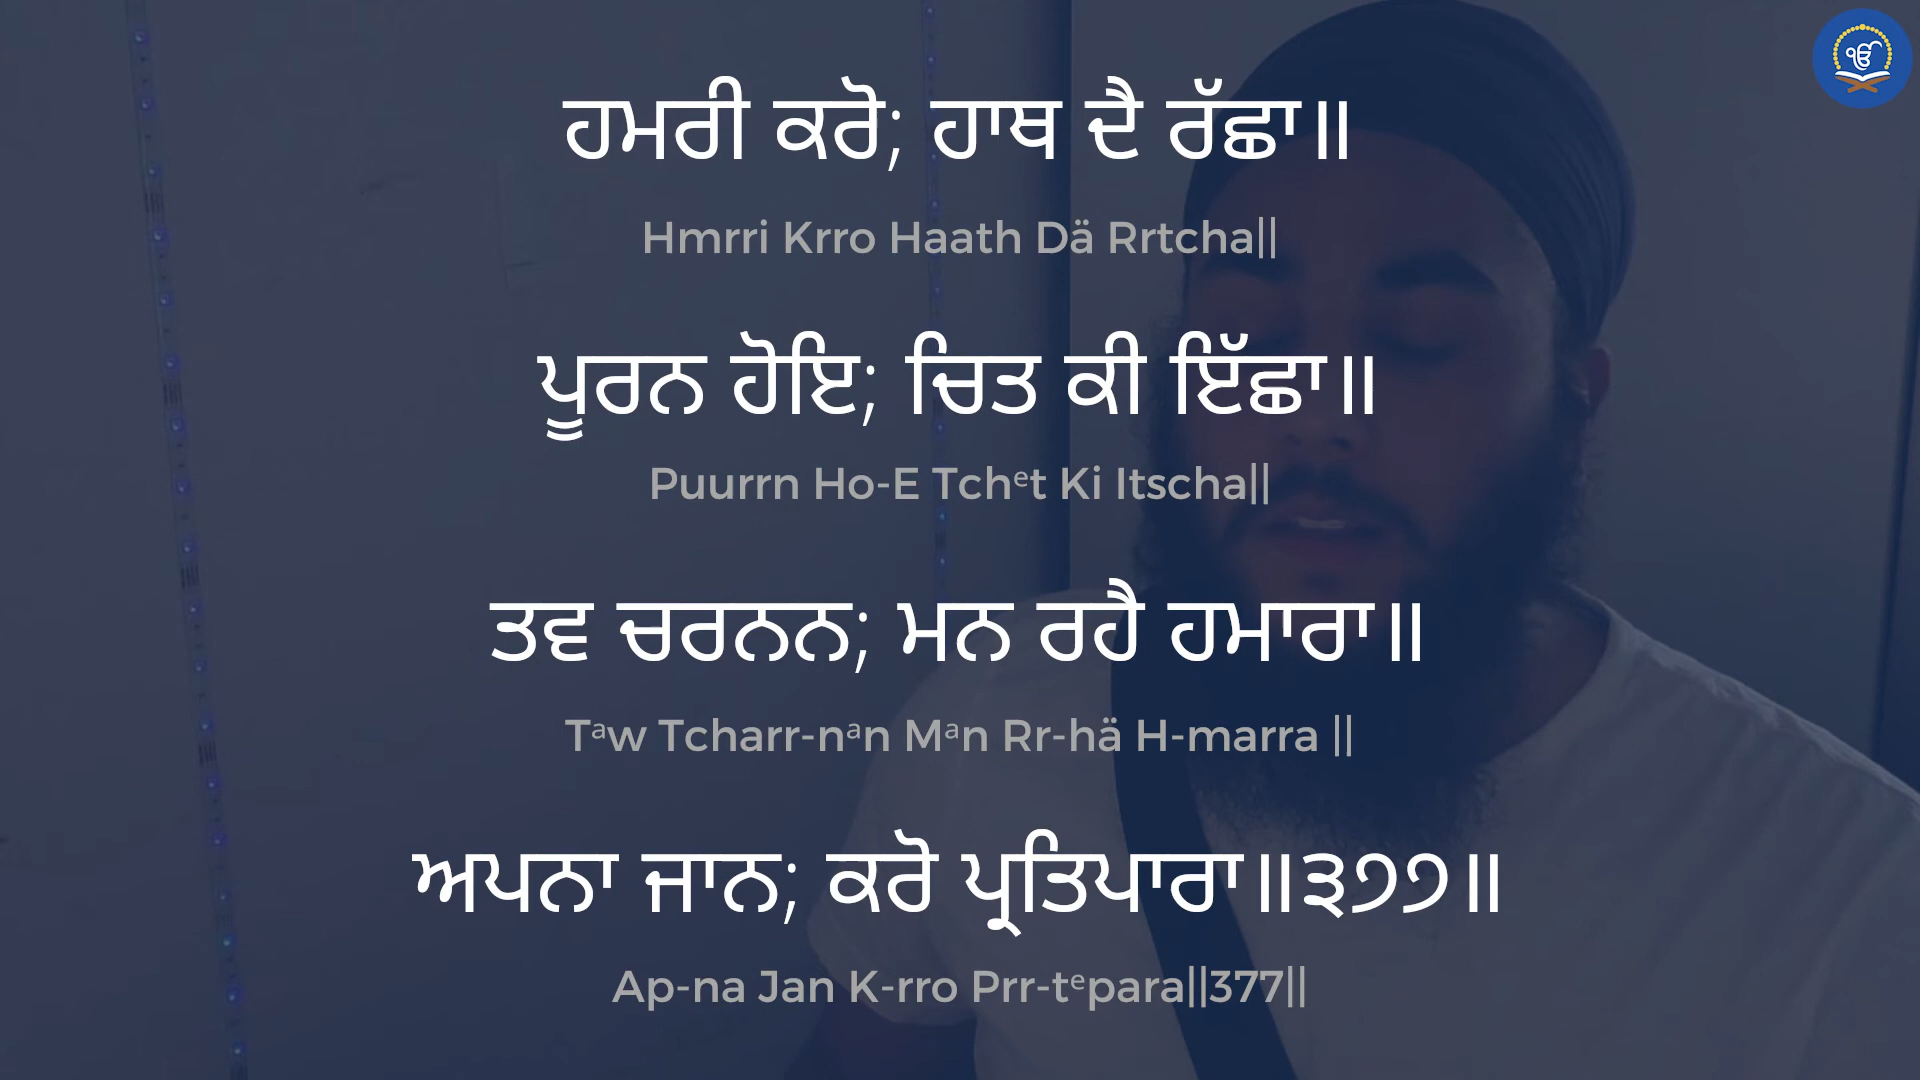 ਹਮਰੀ ਕਰੋ; ਹਾਥ ਦੈ ਰੱਛਾ॥
Hmrri Krro Haath Dä Rrtcha||
ਪੂਰਨ ਹੋਇ; ਚਿਤ ਕੀ ਇੱਛਾ॥
Puurrn Ho-E Tchᵉt Ki Itscha||
ਤਵ ਚਰਨਨ; ਮਨ ਰਹੈ ਹਮਾਰਾ॥
Tᵃw Tcharr-nᵃn Mᵃn Rr-hä H-marra ||
ਅਪਨਾ ਜਾਨ; ਕਰੋ ਪ੍ਰਤਿਪਾਰਾ॥੩੭੭॥
Ap-na Jan K-rro Prr-tᵉpara||377||
ੴ